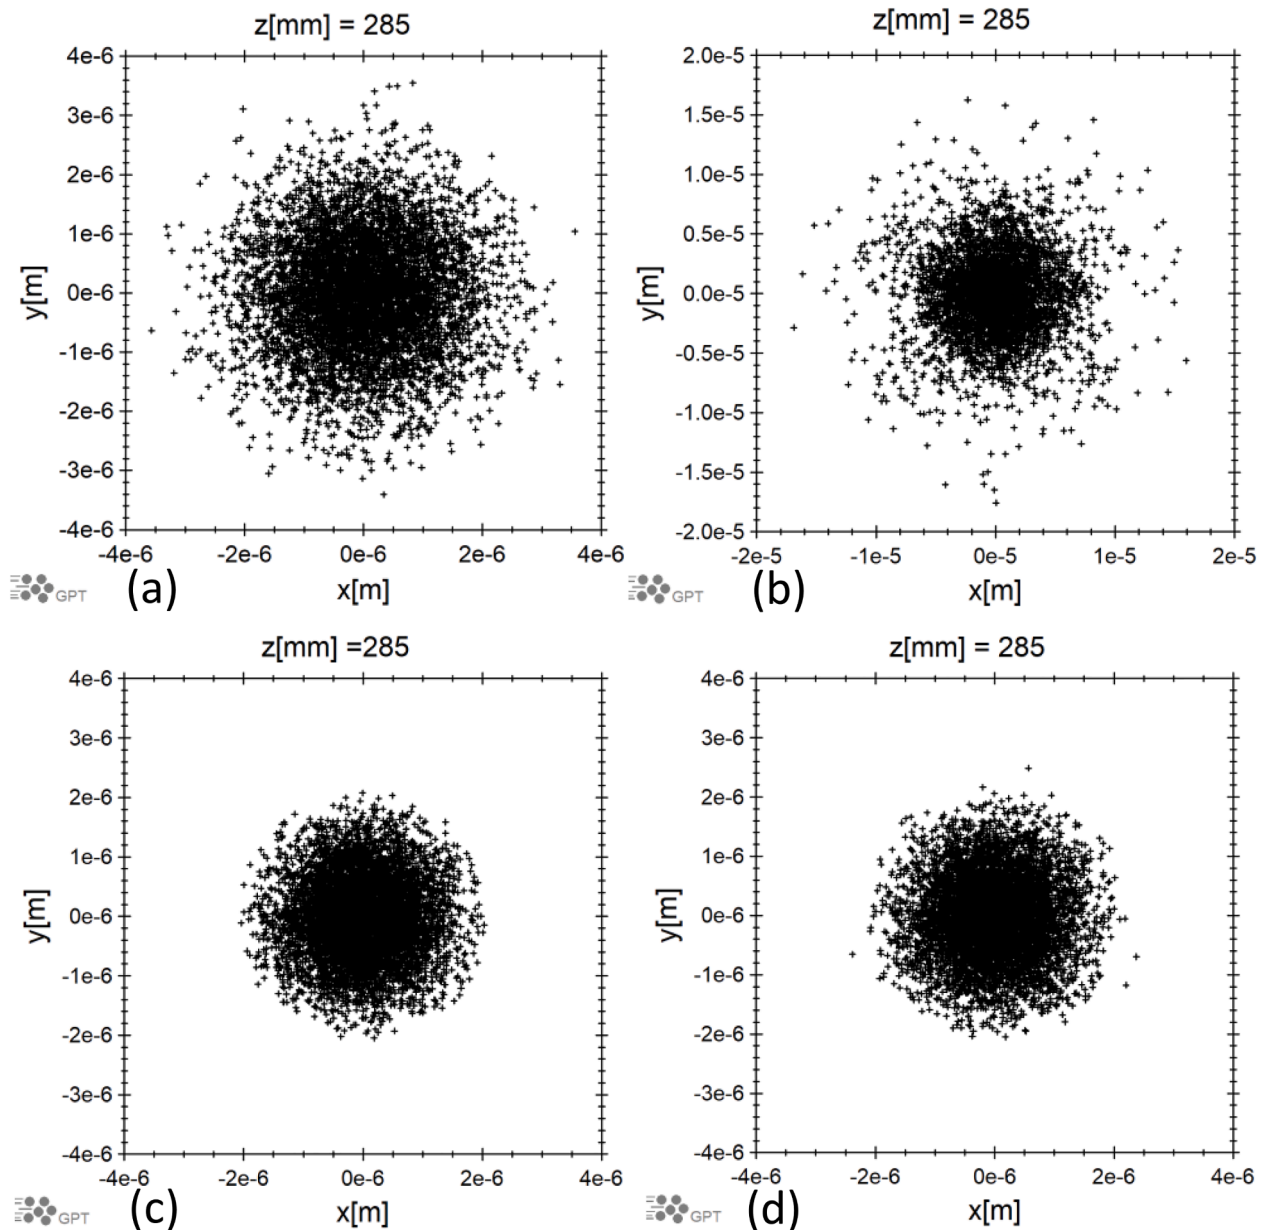 z[mm] = 285
4e-6
3e-6
2e-6
1e-6
0e-6
-1e-6
-2e-6
-3e-6
-4e-6
y[m]
-4e-6 -2e-6 0e-6 2e-6 4e-6
x[m]
GPT
(a)
z[mm] = 285
2.0e-5
1.5e-5
1.0e-5
0.5e-5
0.0e-5
-0.5e-5
-1.0e-5
-1.5e-5
-2.0e-5
y[m]
-2e-5 -1e-5 0e-5 1e-5 2e-5
x[m]
GPT
(b)
z[mm] =285
4e-6
3e-6
2e-6
1e-6
0e-6
-1e-6
-2e-6
-3e-6
-4e-6
y[m]
-4e-6 -2e-6 0e-6 2e-6 4e-6
x[m]
GPT
(c)
z[mm] = 285
4e-6
3e-6
2e-6
1e-6
0e-6
-1e-6
-2e-6
-3e-6
-4e-6
y[m]
-4e-6 -2e-6 0e-6 2e-6 4e-6
x[m]
GPT
(d)